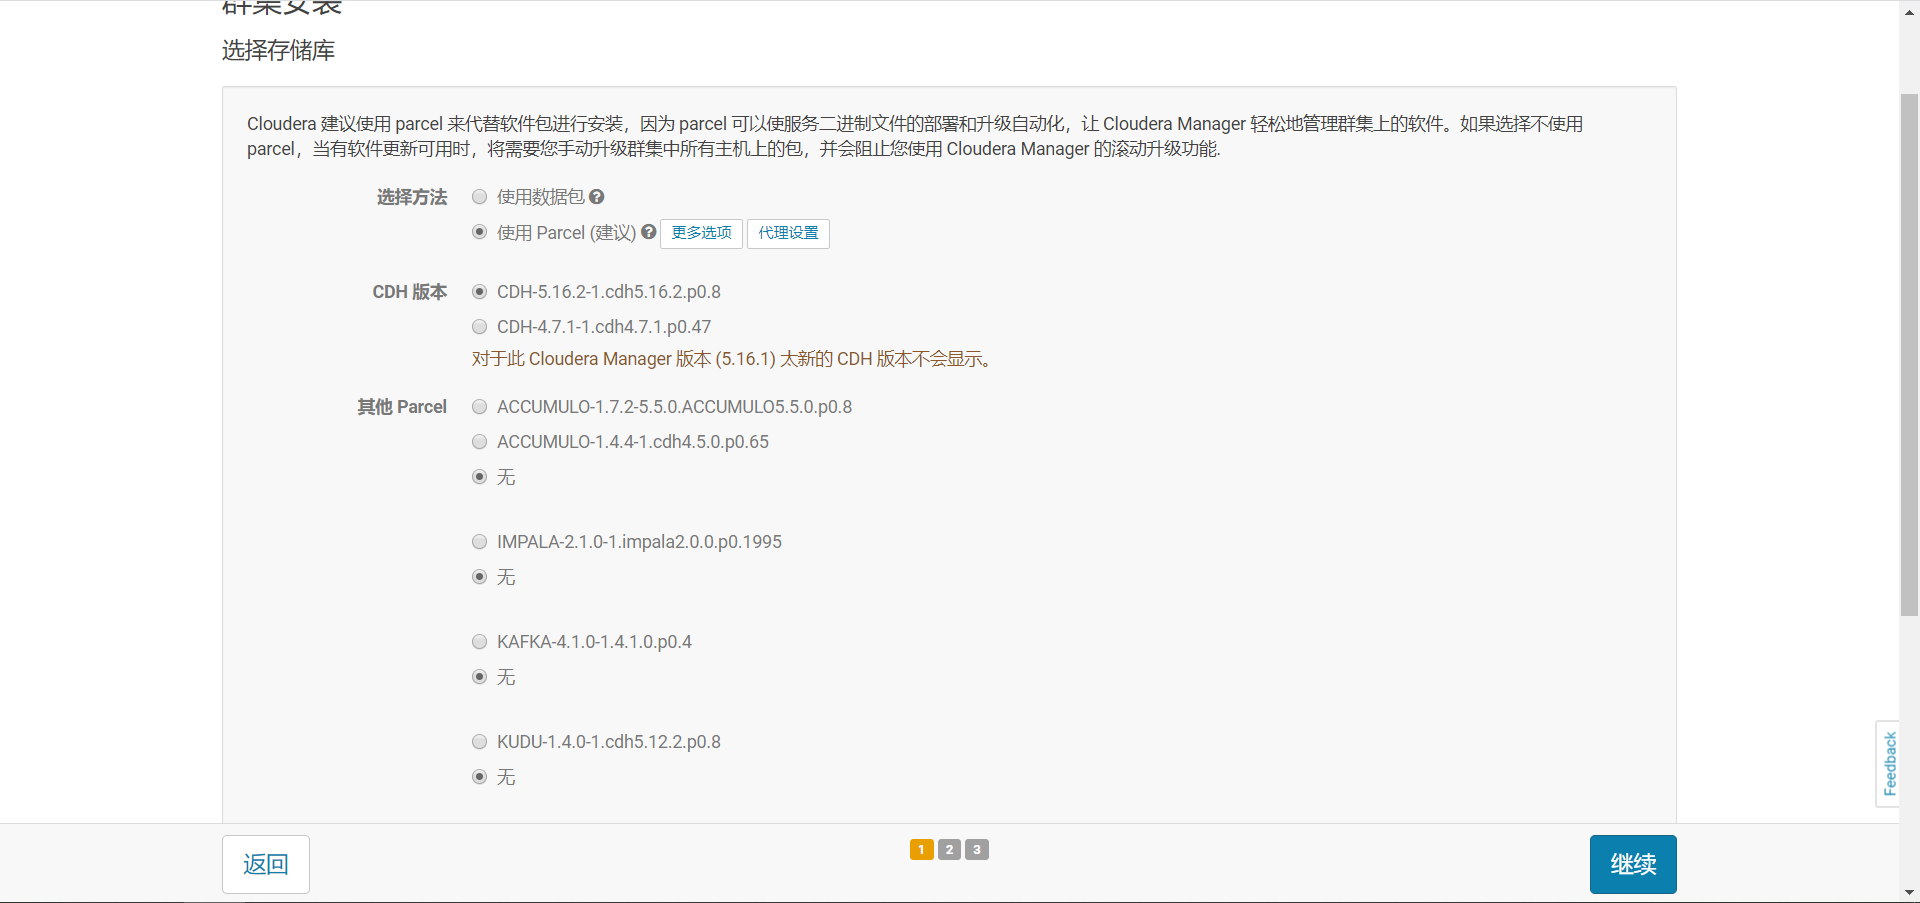 群集安装
选择存储库
Cloudera 建议使用 parcel 来代替软件包进行安装，因为 parcel 可以使服务二进制文件的部署和升级自动化，让 Cloudera Manager 轻松地管理群集上的软件。如果选择不使用
parcel，当有软件更新可用时，将需要您手动升级群集中所有主机上的包，并会阻止您使用 Cloudera Manager 的滚动升级功能.
选择方法 使用数据包
使用 Parcel (建议) 更多选项 代理设置
CDH 版本 CDH-5.16.2-1.cdh5.16.2.p0.8
CDH-4.7.1-1.cdh4.7.1.p0.47
对于此 Cloudera Manager 版本 (5.16.1) 太新的 CDH 版本不会显示。
其他 Parcel ACCUMULO-1.7.2-5.5.0.ACCUMULO5.5.0.p0.8
ACCUMULO-1.4.4-1.cdh4.5.0.p0.65
无
IMPALA-2.1.0-1.impala2.0.0.p0.1995
无
KAFKA-4.1.0-1.4.1.0.p0.4
无
KUDU-1.4.0-1.cdh5.12.2.p0.8
无
Feedback
返回 1 2 3 继续